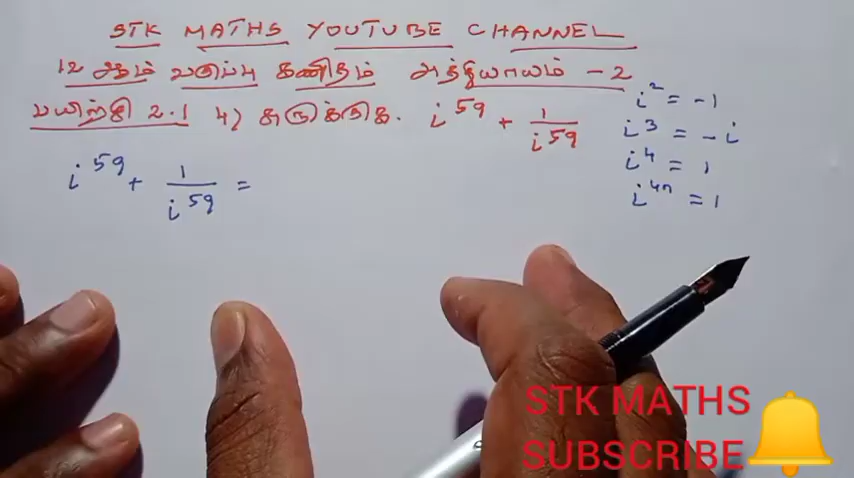 STK MATHS YOUTUBE CHANNEL
12 ஆம் வகுப்பு கணிதம் அத்தியாயம் - 2
பயிற்சி 2.1 4) சுருக்குக. i^59 + 1/i^59
i^2 = -1
i^3 = -i
i^4 = 1
i^4n = 1
i^59 + 1/i^59 =
STK MATHS
SUBSCRIBE